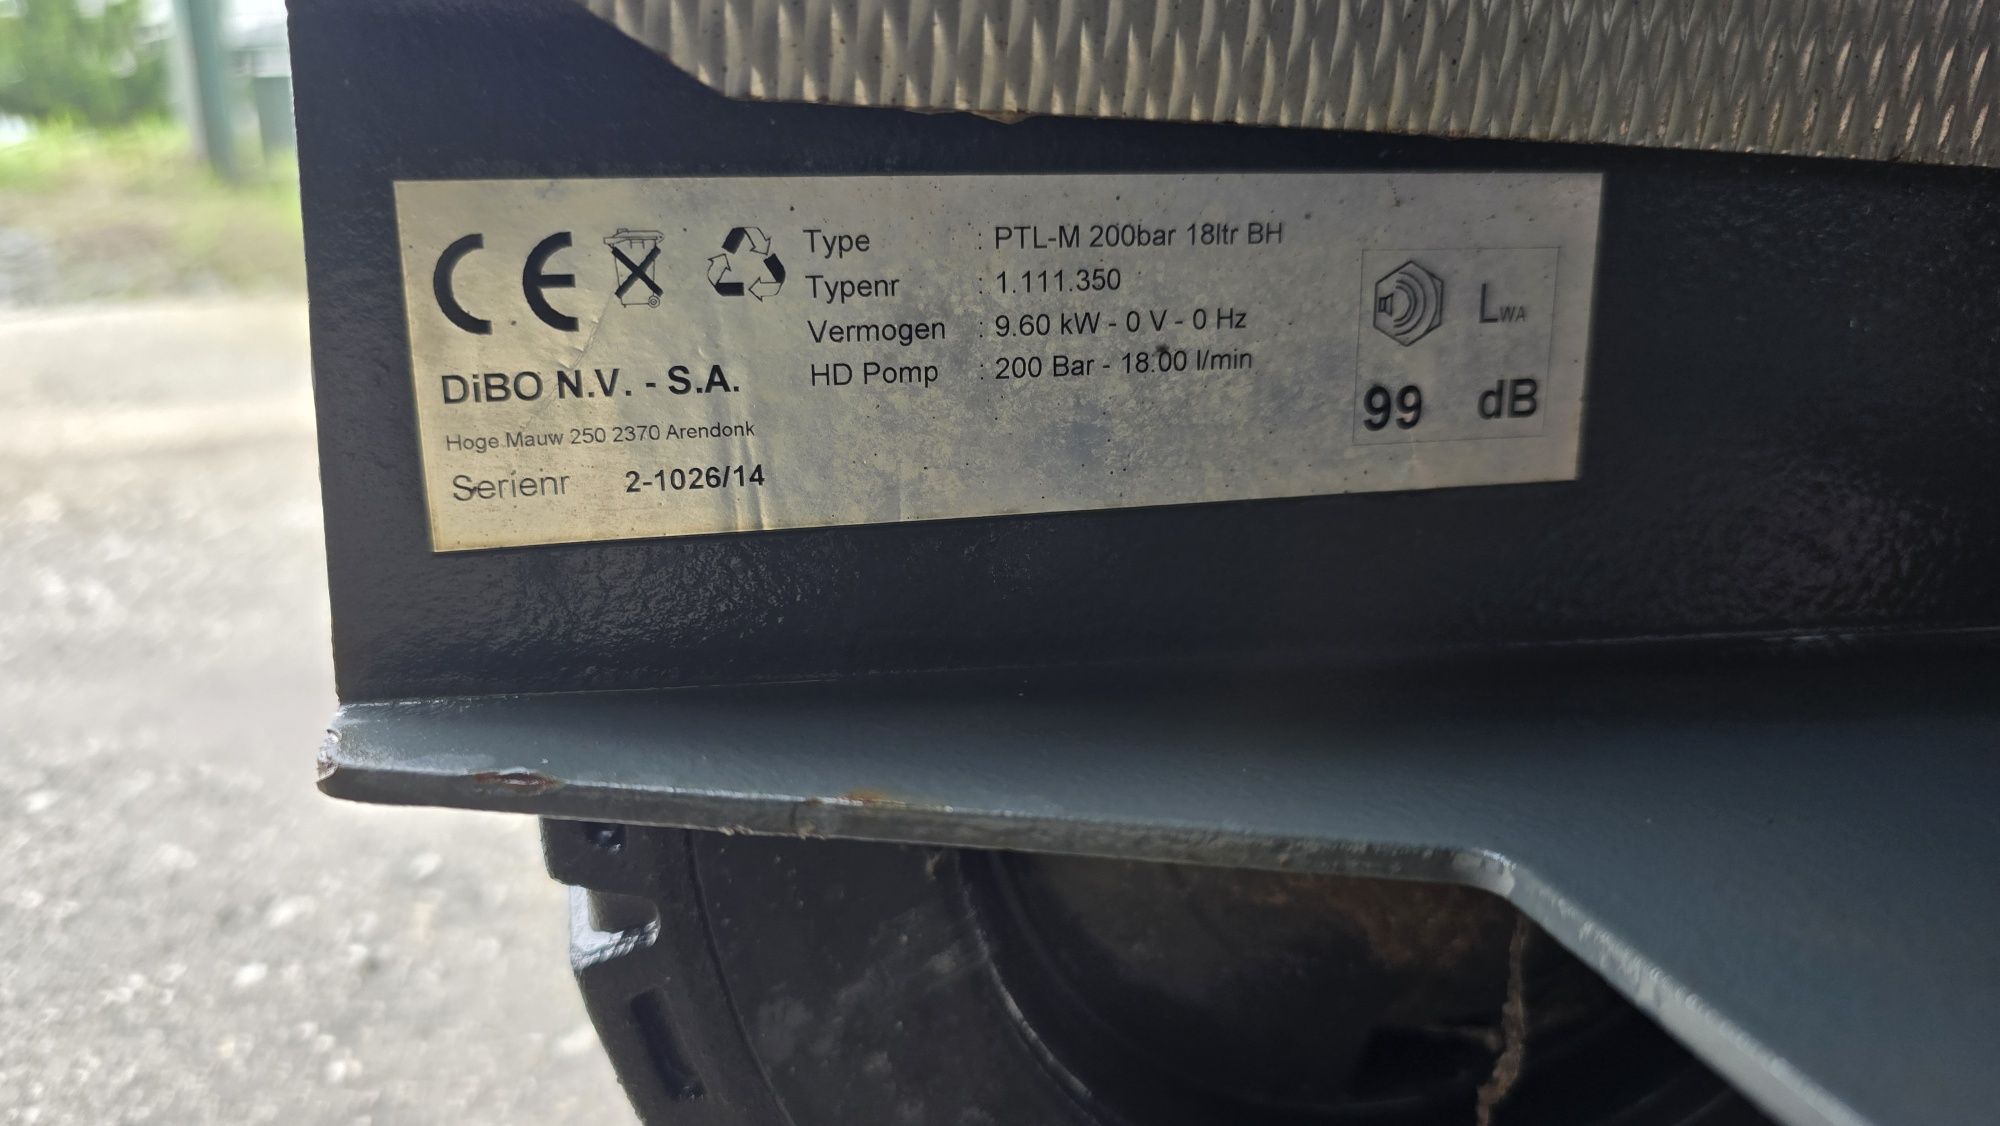 CE
DiBO N.V. - S.A.
Hoge Mauw 250 2370 Arendonk
Serienr 2-1026/14
Type : PTL-M 200bar 18ltr BH
Typenr : 1.111.350
Vermogen : 9.60 kW - 0 V - 0 Hz
HD Pomp : 200 Bar - 18.00 l/min
LWA
99 dB